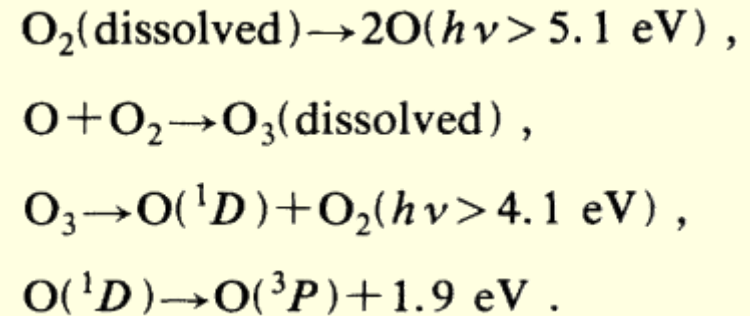 O₂(dissolved)→2O(hν>5.1 eV) ,
O+O₂→O₃(dissolved) ,
O₃→O(¹D)+O₂(hν>4.1 eV) ,
O(¹D)→O(³P)+1.9 eV .